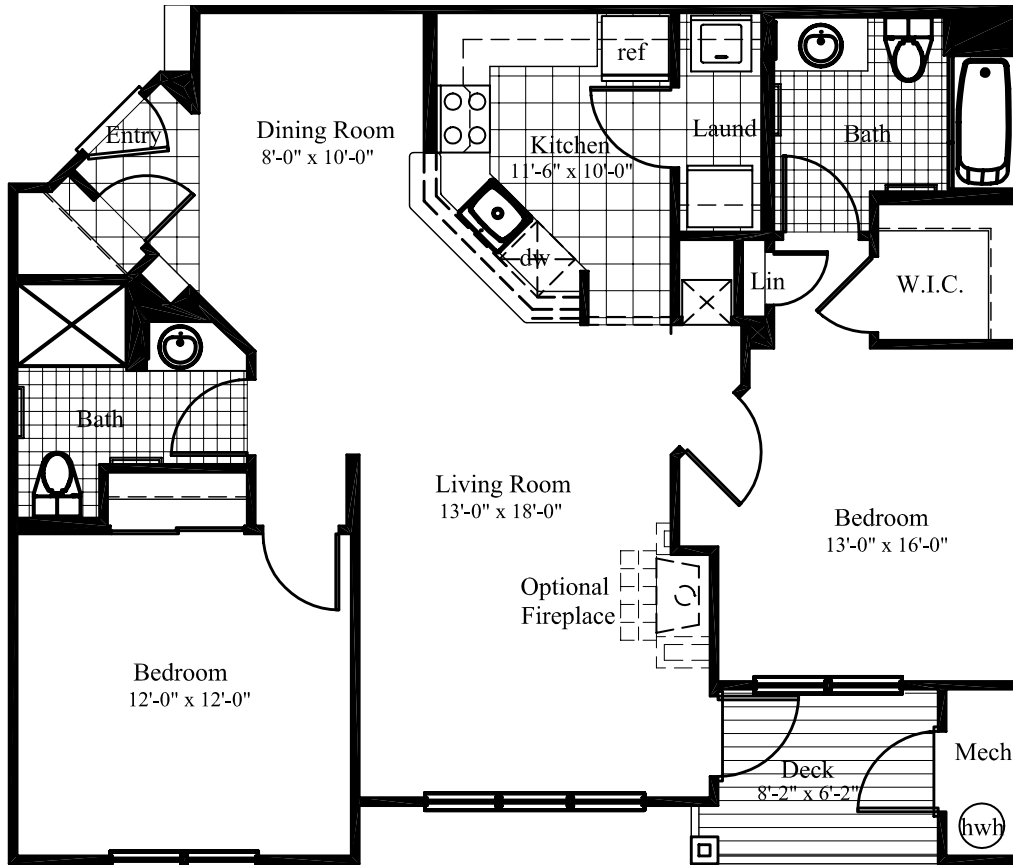 ref
Entry
Dining Room
8'-0" x 10'-0"
Kitchen
11'-6" x 10'-0"
Laund
Bath
dw
Lin
W.I.C.
Bath
Living Room
13'-0" x 18'-0"
Bedroom
13'-0" x 16'-0"
Optional
Fireplace
Bedroom
12'-0" x 12'-0"
Deck
8'-2" x 6'-2"
Mech
hwh